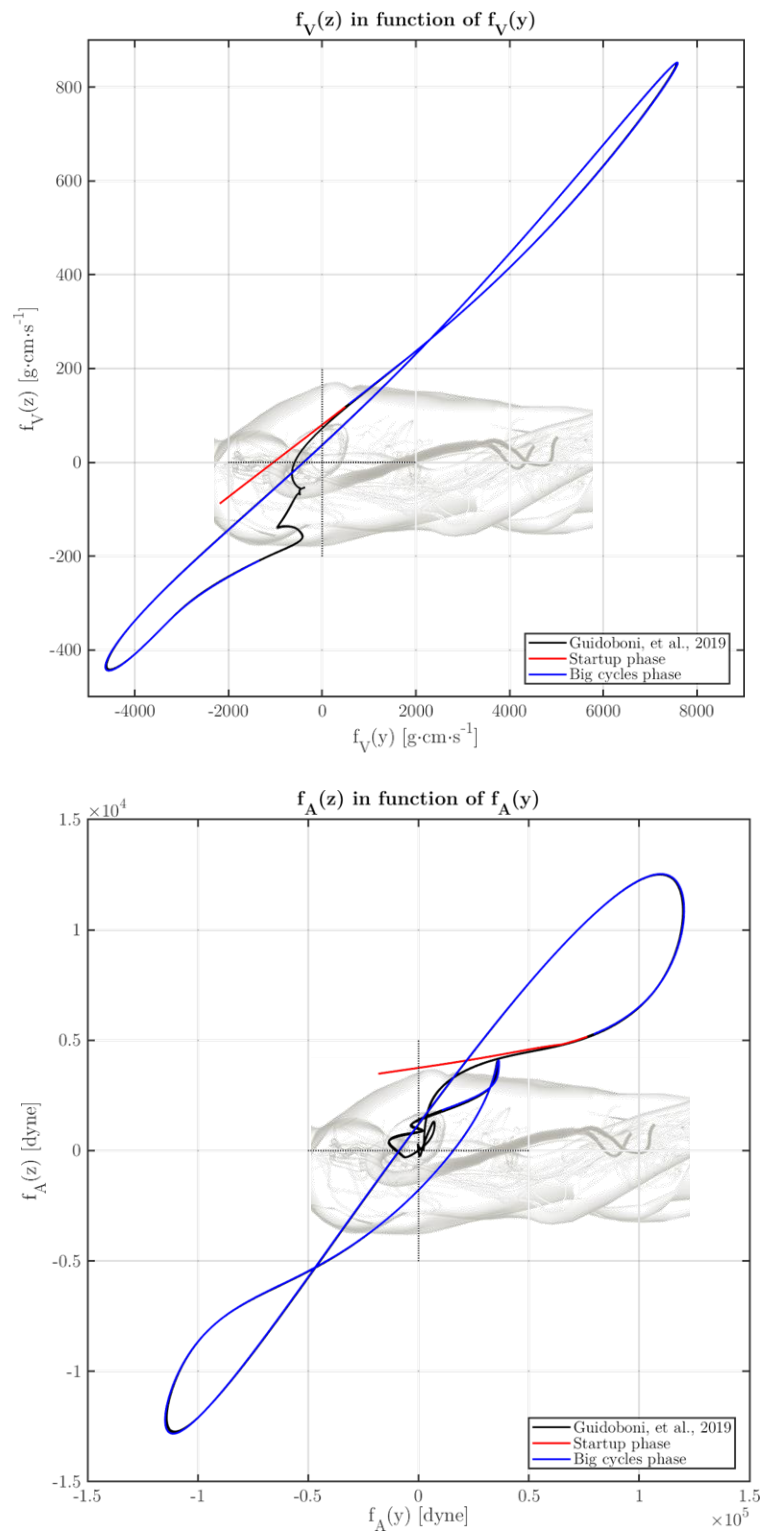 f_V(z) in function of f_V(y)
800
600
400
200
0
-200
-400
f_V(z) [g·cm·s^-1]
-4000 -2000 0 2000 4000 6000 8000
f_V(y) [g·cm·s^-1]
Guidoboni, et al., 2019
Startup phase
Big cycles phase
f_A(z) in function of f_A(y)
×10^4
1.5
1
0.5
0
-0.5
-1
-1.5
f_A(z) [dyne]
-1.5 -1 -0.5 0 0.5 1 1.5
f_A(y) [dyne]
×10^5
Guidoboni, et al., 2019
Startup phase
Big cycles phase